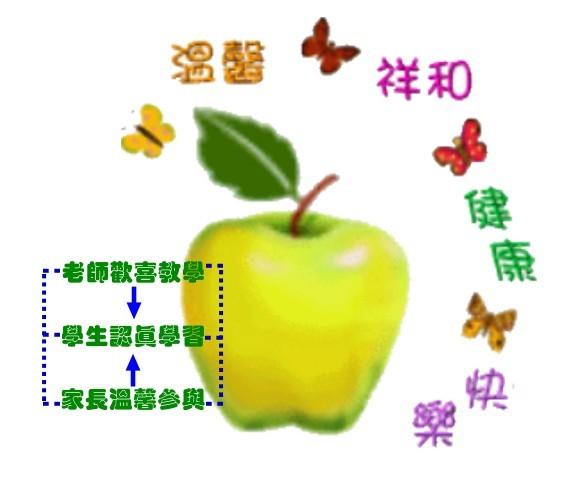 溫馨
祥和
健康
快樂
老師歡喜教學
學生認真學習
家長溫馨參與